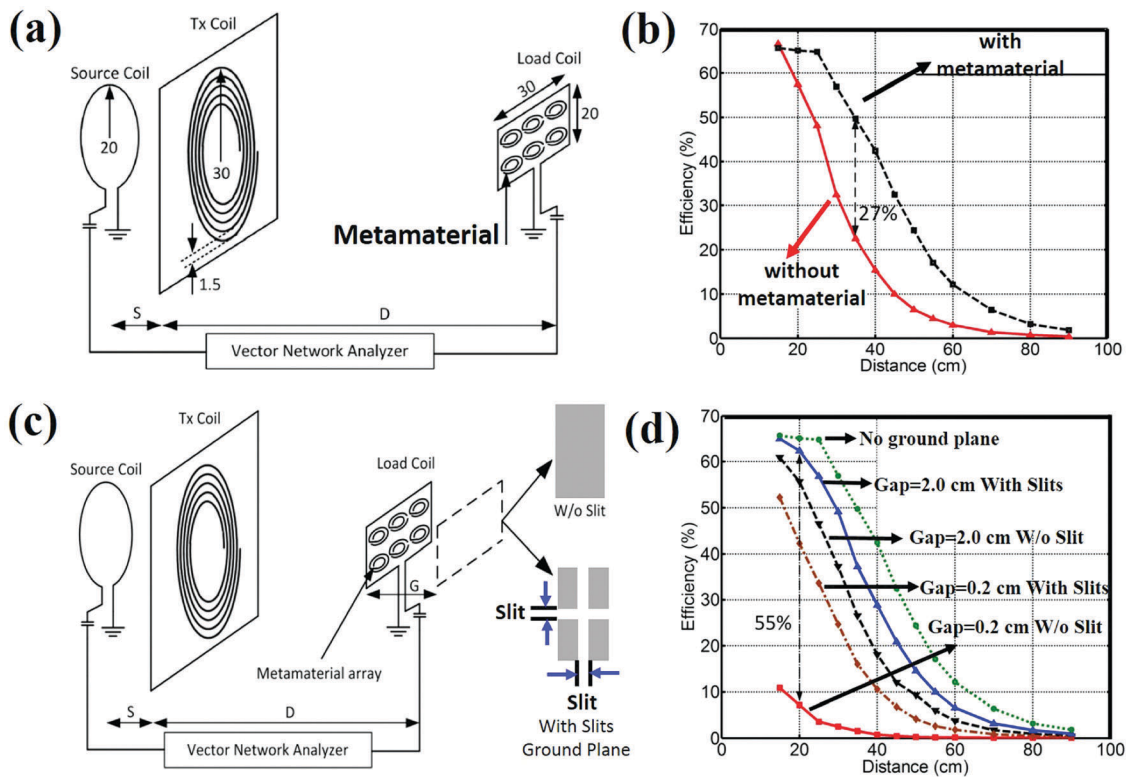 (a)
Tx Coil
Source Coil
20
30
1.5
Load Coil
30
20
Metamaterial
S
D
Vector Network Analyzer
(b)
70
60
50
40
30
20
10
0
Efficiency (%)
with
metamaterial
27%
without
metamaterial
0
20
40
60
80
100
Distance (cm)
(c)
Tx Coil
Source Coil
Load Coil
G
Metamaterial array
S
D
Vector Network Analyzer
W/o Slit
Slit
Slit
With Slits
Ground Plane
(d)
70
60
50
40
30
20
10
0
Efficiency (%)
No ground plane
Gap=2.0 cm With Slits
Gap=2.0 cm W/o Slit
Gap=0.2 cm With Slits
Gap=0.2 cm W/o Slit
55%
0
20
40
60
80
100
Distance (cm)